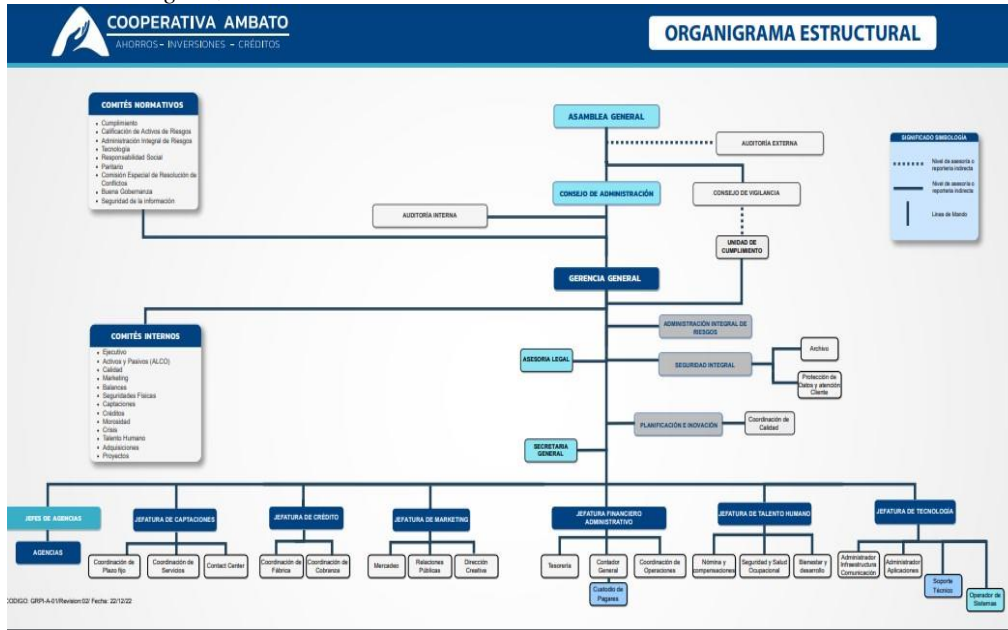 COOPERATIVA AMBATO
AHORROS - INVERSIONES - CRÉDITOS
ORGANIGRAMA ESTRUCTURAL
COMITÉS NORMATIVOS
• Cumplimiento
• Calificación de Activos de Riesgos
• Administración Integral de Riesgos
• Tecnología
• Responsabilidad Social
• Paritario
• Comisión Especial de Resolución de
Conflictos
• Buena Gobernanza
• Seguridad de la información
ASAMBLEA GENERAL
AUDITORÍA EXTERNA
SIGNIFICADO SIMBOLOGÍA
Nivel de asesoría o
reportería indirecta
Nivel de asesoría o
reportería indirecta
Línea de Mando
CONSEJO DE ADMINISTRACIÓN
CONSEJO DE VIGILANCIA
AUDITORÍA INTERNA
UNIDAD DE
CUMPLIMIENTO
GERENCIA GENERAL
COMITÉS INTERNOS
• Ejecutivo
• Activos y Pasivos (ALCO)
• Calidad
• Marketing
• Balances
• Seguridades Físicas
• Captaciones
• Créditos
• Morosidad
• Crisis
• Talento Humano
• Adquisiciones
• Proyectos
ADMINISTRACIÓN INTEGRAL DE
RIESGOS
ASESORIA LEGAL
SEGURIDAD INTEGRAL
Archivo
Protección de
Datos y atención
Cliente
PLANIFICACIÓN E INOVACIÓN
Coordinación de
Calidad
SECRETARIA
GENERAL
JEFES DE AGENCIAS
JEFATURA DE CAPTACIONES
JEFATURA DE CRÉDITO
JEFATURA DE MARKETING
JEFATURA FINANCIERO
ADMINISTRATIVO
JEFATURA DE TALENTO HUMANO
JEFATURA DE TECNOLOGÍA
AGENCIAS
Coordinación de
Plazo fijo
Coordinación de
Servicios
Contact Center
Coordinación de
Fábrica
Coordinación de
Cobranzas
Mercadeo
Relaciones
Públicas
Dirección
Creativa
Tesorería
Contador
General
Coordinación de
Operaciones
Nómina y
compensaciones
Seguridad y Salud
Ocupacional
Bienestar y
desarrollo
Administrador
Infraestructura
Comunicación
Administrador
Aplicaciones
Soporte
Técnico
Operador de
Sistemas
Custodio de
Pagares
CODIGO: GRPI-A-01/Revision:02/ Fecha: 22/12/22